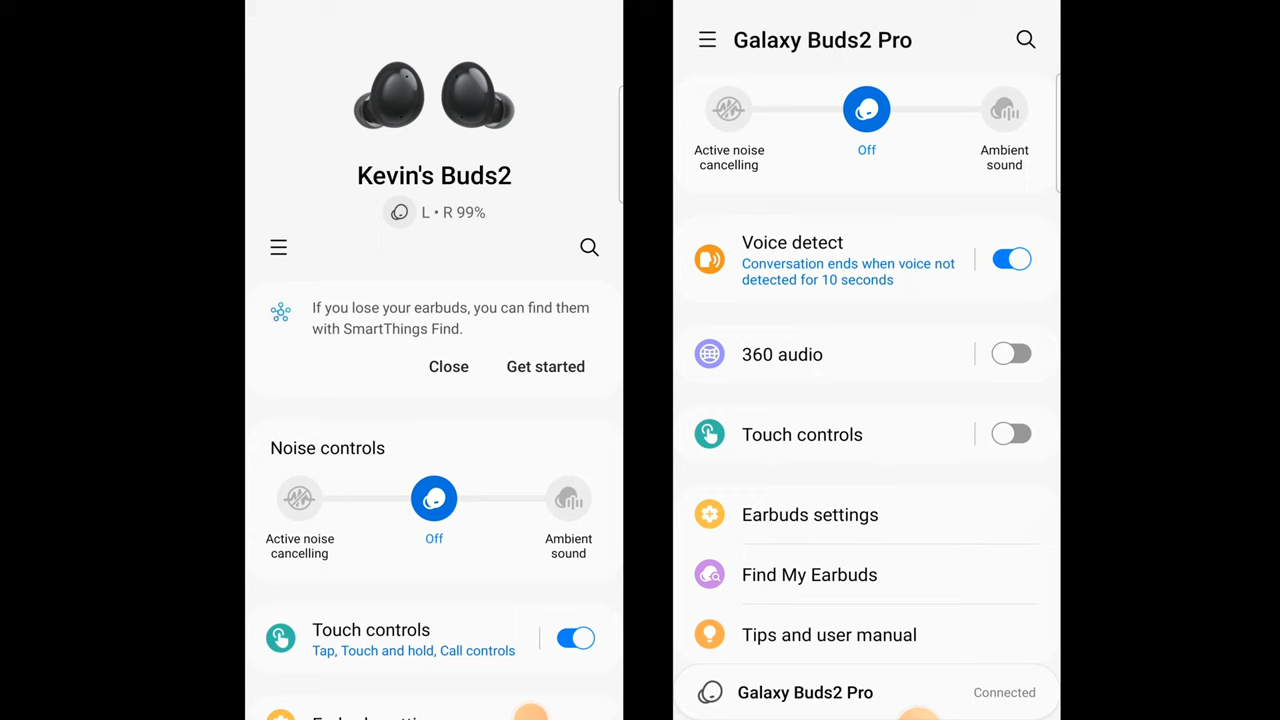 Kevin's Buds2
L • R 99%
If you lose your earbuds, you can find them
with SmartThings Find.
Close
Get started
Noise controls
Active noise
cancelling
Off
Ambient
sound
Touch controls
Tap, Touch and hold, Call controls
Galaxy Buds2 Pro
Active noise
cancelling
Off
Ambient
sound
Voice detect
Conversation ends when voice not
detected for 10 seconds
360 audio
Touch controls
Earbuds settings
Find My Earbuds
Tips and user manual
Galaxy Buds2 Pro
Connected